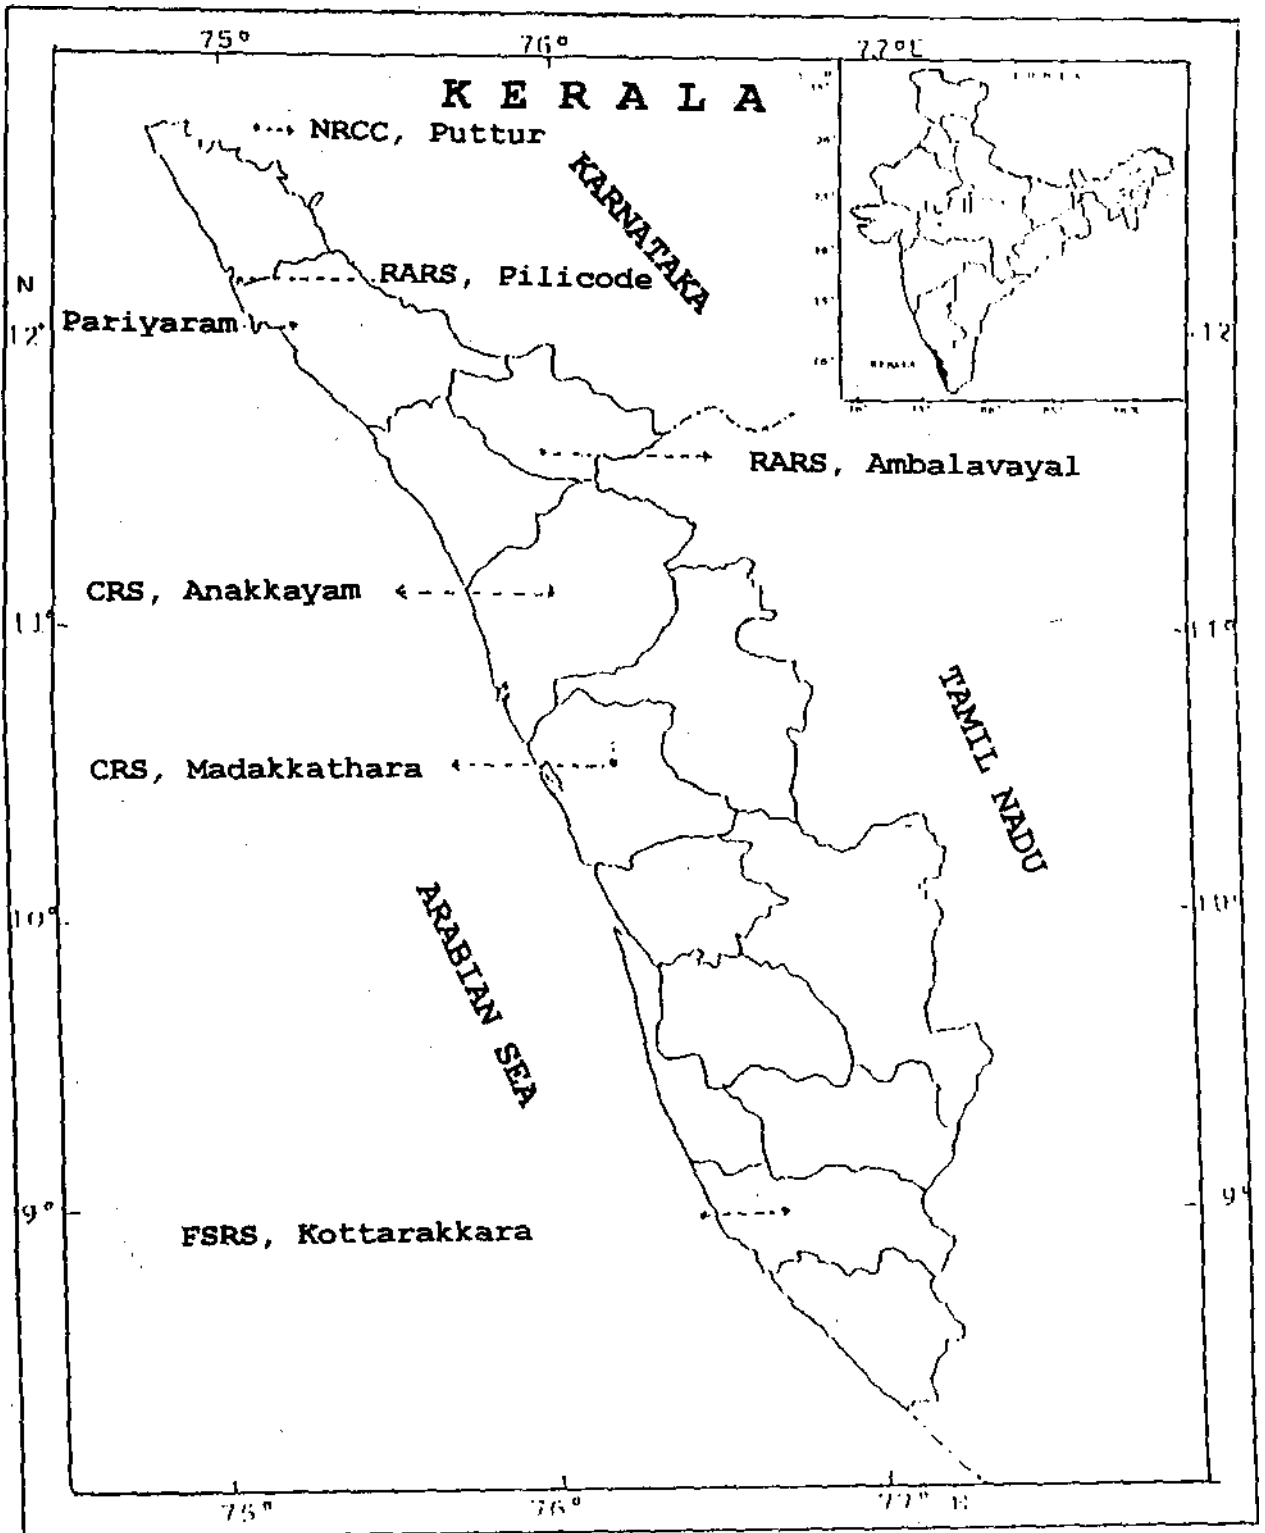 75° 76° 77°E
KERALA
NRCC, Puttur
KARNATAKA
RARS, Pilicode
N
Pariyaram
12° 12
KERALA
RARS, Ambalavayal
CRS, Anakkayam
11° 11°
TAMIL NADU
CRS, Madakkathara
ARABIAN SEA
10° 10°
9° 9°
FSRS, Kottarakkara
75° 76° 77° E